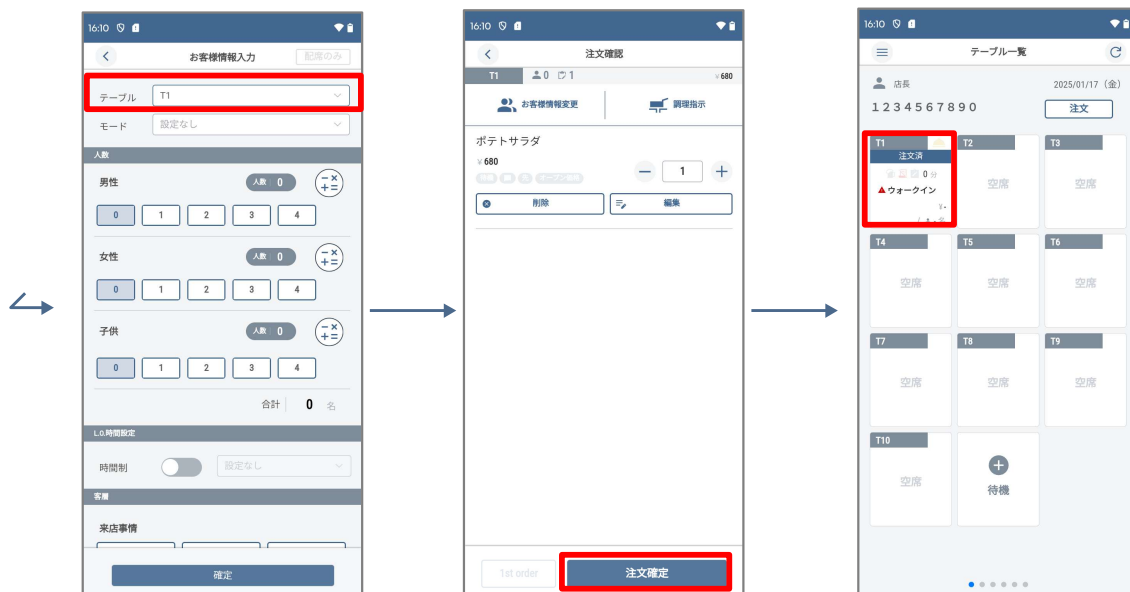 16:10
お客様情報入力
配席のみ
テーブル T1
モード 設定なし
人数
男性 人数 0
0 1 2 3 4
女性 人数 0
0 1 2 3 4
子供 人数 0
0 1 2 3 4
合計 0 名
L.O.時間設定
時間制 設定なし
客層
来店事情
確定
16:10
注文確認
T1 0 1 ¥680
お客様情報変更 調理指示
ポテトサラダ
¥680
1
削除 編集
1st order 注文確定
16:10
テーブル一覧
店長 2025/01/17 (金)
1234567890 注文
T1 T2 T3
注文済
0 分
空席 空席
ウォークイン
¥-
T4 T5 T6
空席 空席 空席
T7 T8 T9
空席 空席 空席
T10
空席 待機